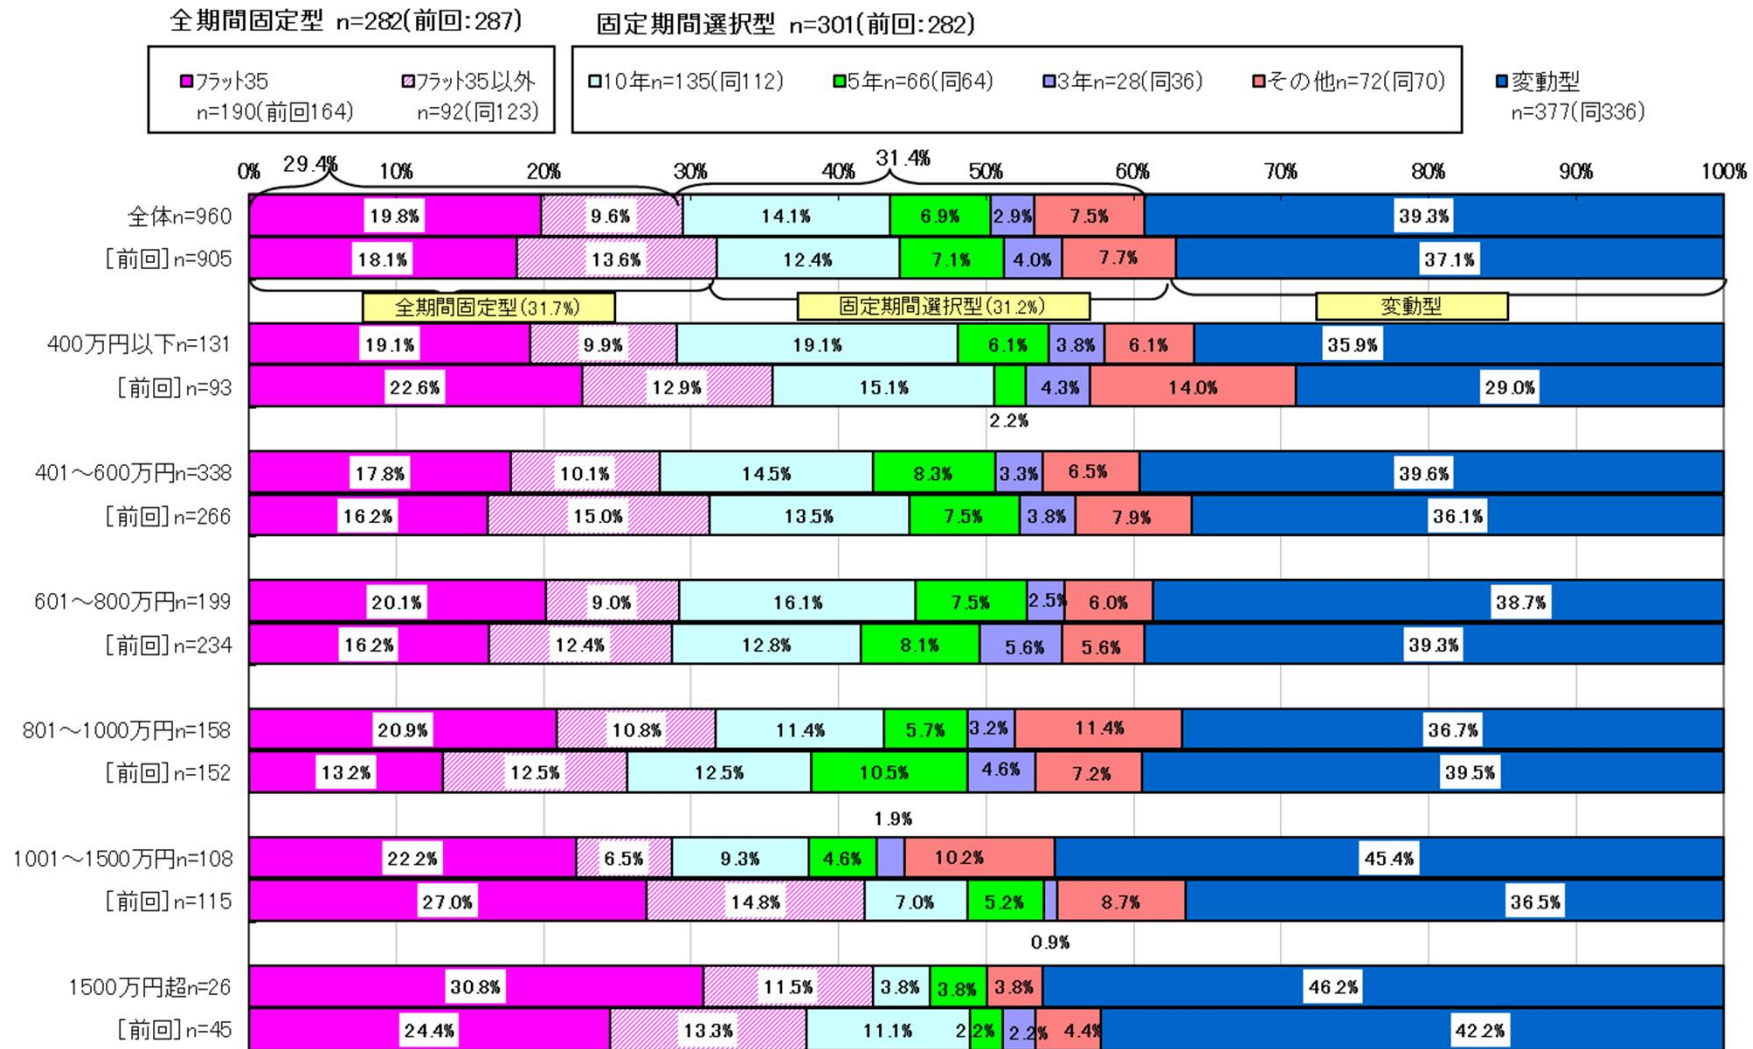 全期間固定型 n=282(前回:287)
固定期間選択型 n=301(前回:282)
フラット35 フラット35以外 10年n=135(同112) 5年n=66(同64) 3年n=28(同36) その他n=72(同70) 変動型
n=190(前回164) n=92(同123) n=377(同336)
29.4% 31.4%
0% 10% 20% 30% 40% 50% 60% 70% 80% 90% 100%
全体n=960 19.8% 9.6% 14.1% 6.9% 2.9% 7.5% 39.3%
[前回]n=905 18.1% 13.6% 12.4% 7.1% 4.0% 7.7% 37.1%
全期間固定型(31.7%) 固定期間選択型(31.2%) 変動型
400万円以下n=131 19.1% 9.9% 19.1% 6.1% 3.8% 6.1% 35.9%
[前回]n=93 22.6% 12.9% 15.1% 4.3% 14.0% 29.0%
2.2%
401～600万円n=338 17.8% 10.1% 14.5% 8.3% 3.3% 6.5% 39.6%
[前回]n=266 16.2% 15.0% 13.5% 7.5% 3.8% 7.9% 36.1%
601～800万円n=199 20.1% 9.0% 16.1% 7.5% 2.5% 6.0% 38.7%
[前回]n=234 16.2% 12.4% 12.8% 8.1% 5.6% 5.6% 39.3%
801～1000万円n=158 20.9% 10.8% 11.4% 5.7% 3.2% 11.4% 36.7%
[前回]n=152 13.2% 12.5% 12.5% 10.5% 4.6% 7.2% 39.5%
1.9%
1001～1500万円n=108 22.2% 6.5% 9.3% 4.6% 10.2% 45.4%
[前回]n=115 27.0% 14.8% 7.0% 5.2% 8.7% 36.5%
0.9%
1500万円超n=26 30.8% 11.5% 3.8% 3.8% 3.8% 46.2%
[前回]n=45 24.4% 13.3% 11.1% 2.2% 2.2% 4.4% 42.2%